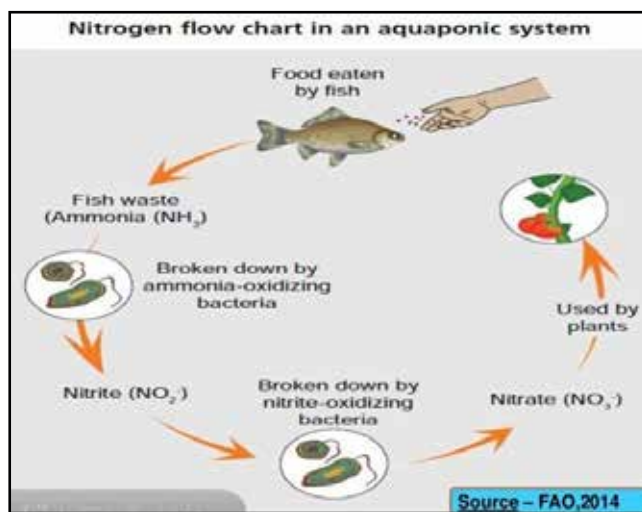 Nitrogen flow chart in an aquaponic system
Food eaten
by fish
Fish waste
(Ammonia (NH₃)
Broken down by
ammonia-oxidizing
bacteria
Nitrite (NO₂⁻)
Broken down by
nitrite-oxidizing
bacteria
Nitrate (NO₃⁻)
Used by
plants
Source – FAO,2014